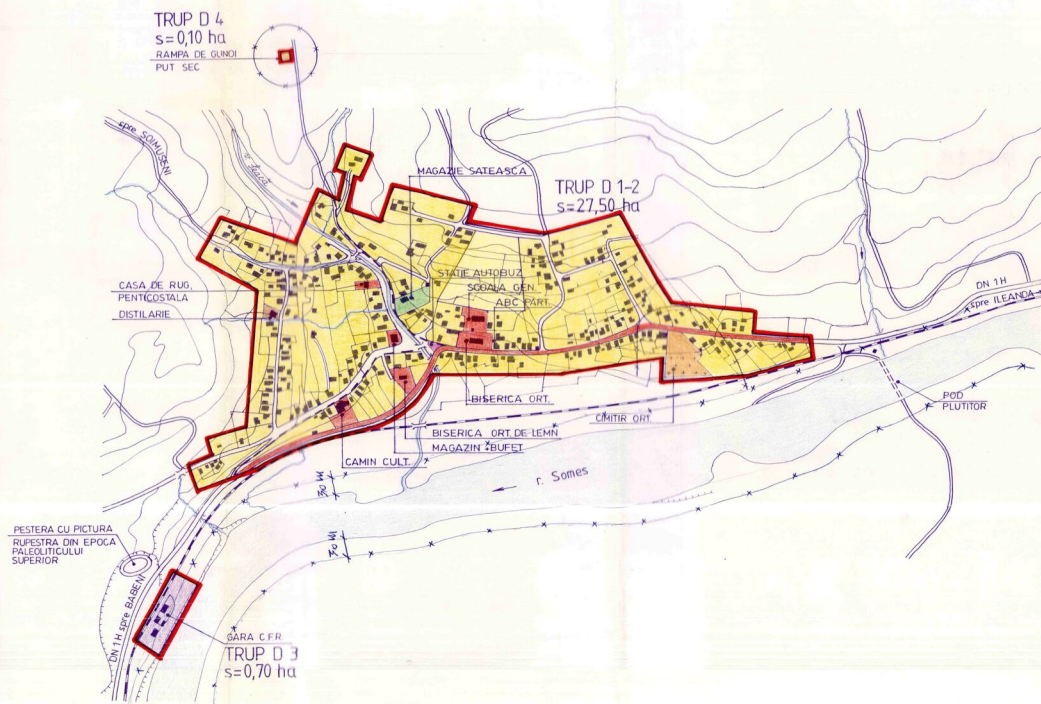 TRUP D 4
s=0,10 ha
RAMPA DE GUNOI
PUT SEC
spre SOIMUSENI
MAGAZIE SATEASCA
TRUP D 1-2
s=27,50 ha
STATIE AUTOBUZ
SCOALA GEN.
ABC PART.
CASA DE RUG.
PENTICOSTALA
DISTILARIE
DN 1H
spre ILEANDA
BISERICA ORT.
CIMITIR ORT.
POD
PLUTITOR
BISERICA ORT. DE LEMN
MAGAZIN+BUFET
CAMIN CULT.
r. Somes
30 M
30 M
PESTERA CU PICTURA
RUPESTRA DIN EPOCA
PALEOLITICULUI
SUPERIOR
DN 1H spre BABENI
GARA C.F.R.
TRUP D 3
s=0,70 ha